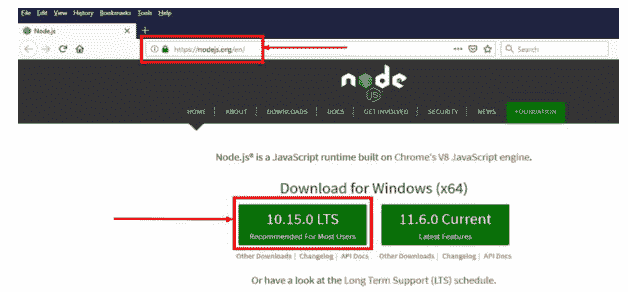 File Edit View History Bookmarks Tools Help
Node.js × +
https://nodejs.org/en/ Search
node
JS
HOME ABOUT DOWNLOADS DOCS GET INVOLVED SECURITY NEWS FOUNDATION
Node.js® is a JavaScript runtime built on Chrome's V8 JavaScript engine.
Download for Windows (x64)
10.15.0 LTS 11.6.0 Current
Recommended For Most Users Latest Features
Other Downloads | Changelog | API Docs Other Downloads | Changelog | API Docs
Or have a look at the Long Term Support (LTS) schedule.